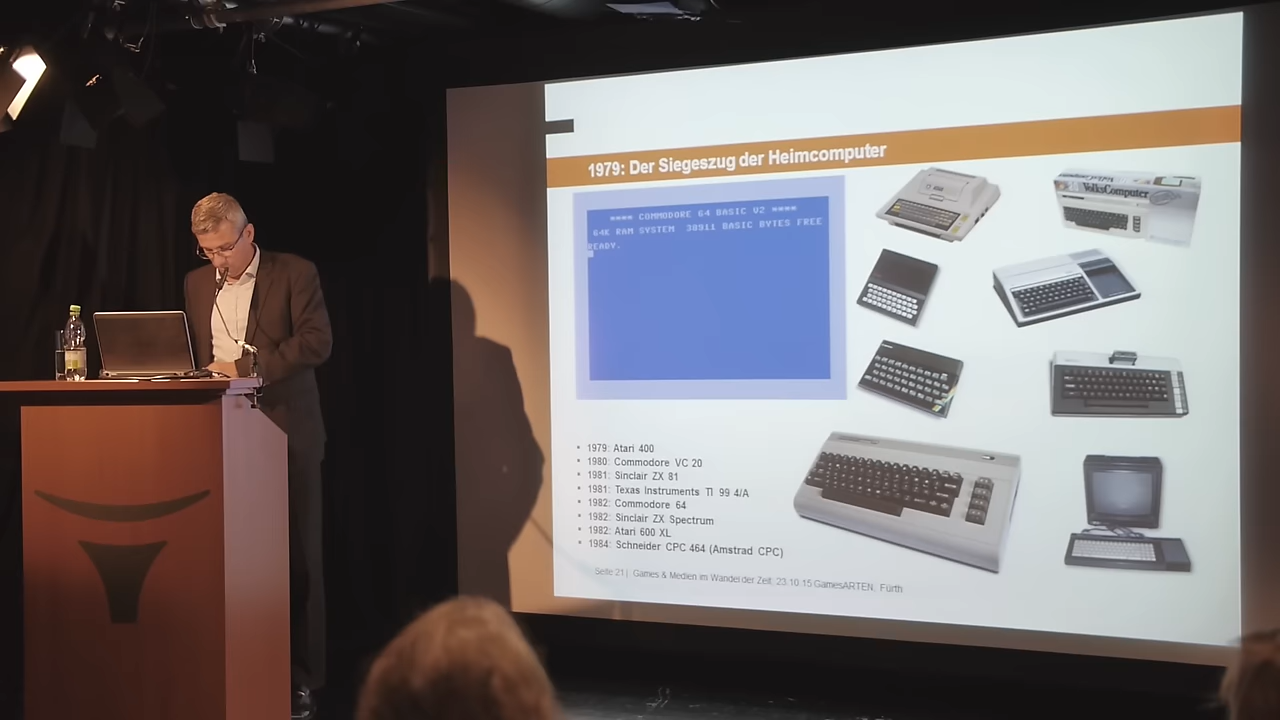 1979: Der Siegeszug der Heimcomputer
**** COMMODORE 64 BASIC V2 ****
64K RAM SYSTEM 38911 BASIC BYTES FREE
READY.
VolksComputer
• 1979: Atari 400
• 1980: Commodore VC 20
• 1981: Sinclair ZX 81
• 1981: Texas Instruments TI 99 4/A
• 1982: Commodore 64
• 1982: Sinclair ZX Spectrum
• 1982: Atari 600 XL
• 1984: Schneider CPC 464 (Amstrad CPC)
Seite 21 | Games & Medien im Wandel der Zeit, 23.10.15 GamesARTEN, Fürth